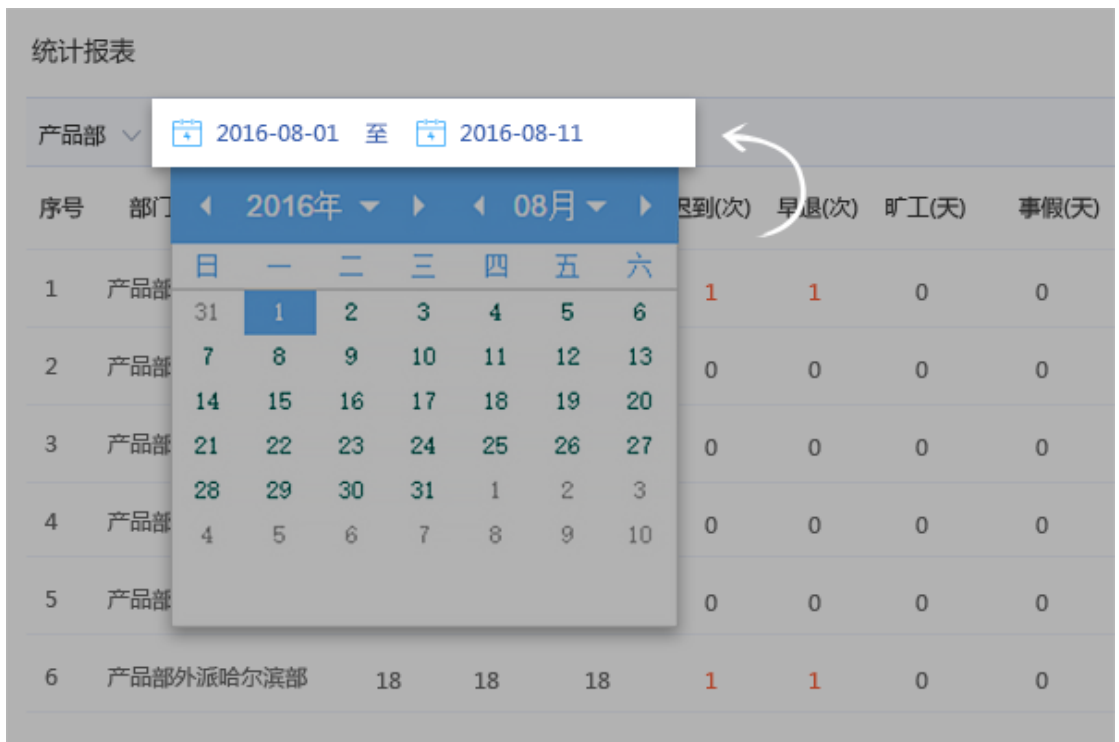 统计报表
产品部 2016-08-01 至 2016-08-11
序号 部门 2016年 08月 迟到(次) 早退(次) 旷工(天) 事假(天)
日 一 二 三 四 五 六
1 产品部 1 1 0 0
31 1 2 3 4 5 6
7 8 9 10 11 12 13
2 产品部 0 0 0 0
14 15 16 17 18 19 20
3 产品部 0 0 0 0
21 22 23 24 25 26 27
28 29 30 31 1 2 3
4 产品部 0 0 0 0
4 5 6 7 8 9 10
5 产品部 0 0 0 0
6 产品部外派哈尔滨部 18 18 18 1 1 0 0